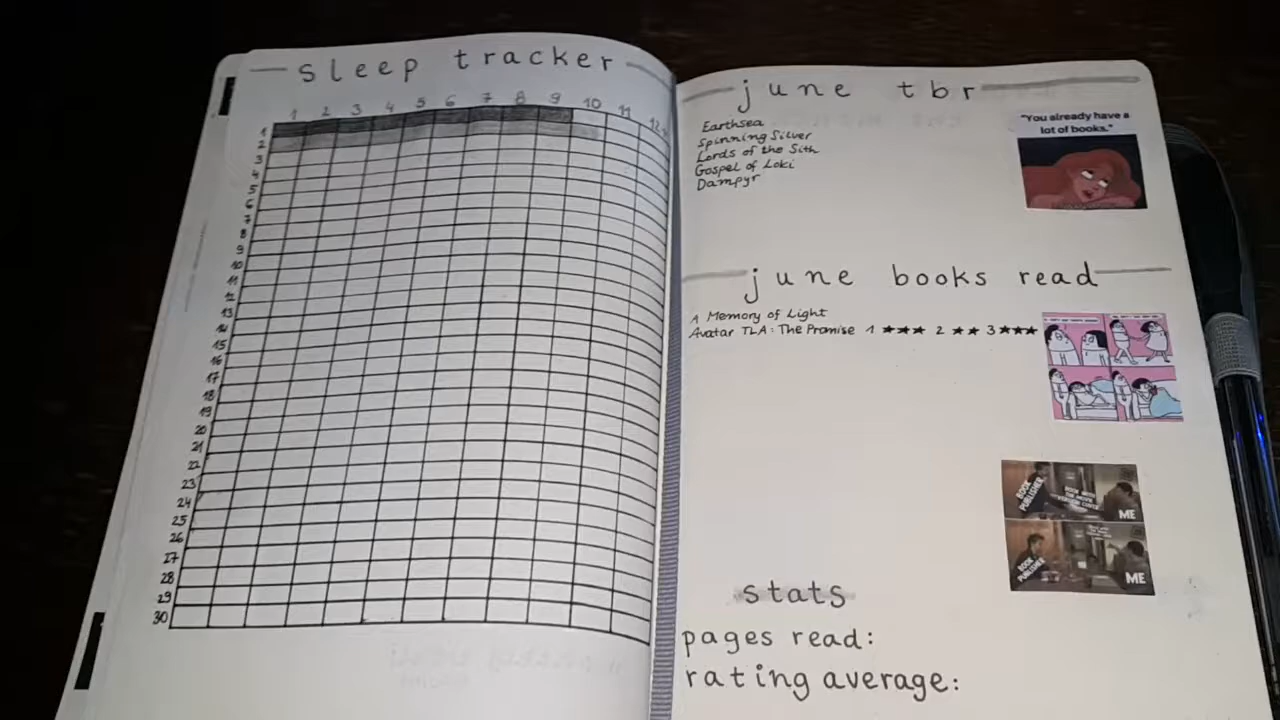 sleep tracker
1 2 3 4 5 6 7 8 9 10 11 12
1
2
3
4
5
6
7
8
9
10
11
12
13
14
15
16
17
18
19
20
21
22
23
24
25
26
27
28
29
30
june tbr
Earthsea
Spinning Silver
Lords of the Sith
Gospel of Loki
Dampyr
"You already have a
lot of books."
june books read
A Memory of Light
Avatar TLA: The Promise 1 ★★★ 2 ★★ 3 ★★★
BOOK
PUBLISHER
ME
BOOK
PUBLISHER
ME
stats
pages read:
rating average: